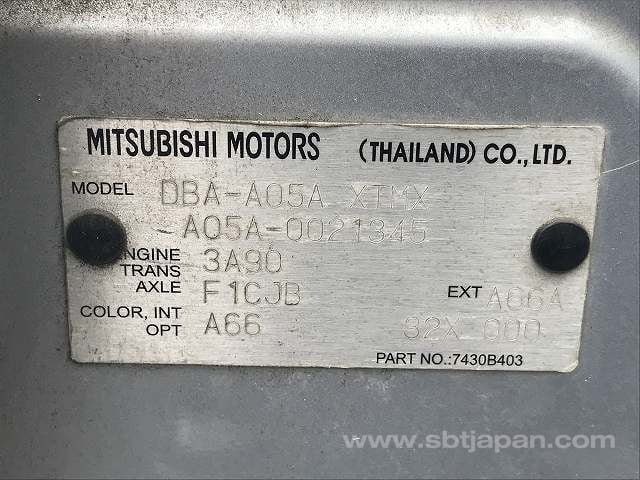 MITSUBISHI MOTORS (THAILAND) CO., LTD.
MODEL DBA-A05A XTMX
A05A-0021345
ENGINE 3A90
TRANS
AXLE F1CJB
COLOR, INT A66 EXT A66A
OPT 32X 000
PART NO.:7430B403
www.sbtjapan.com